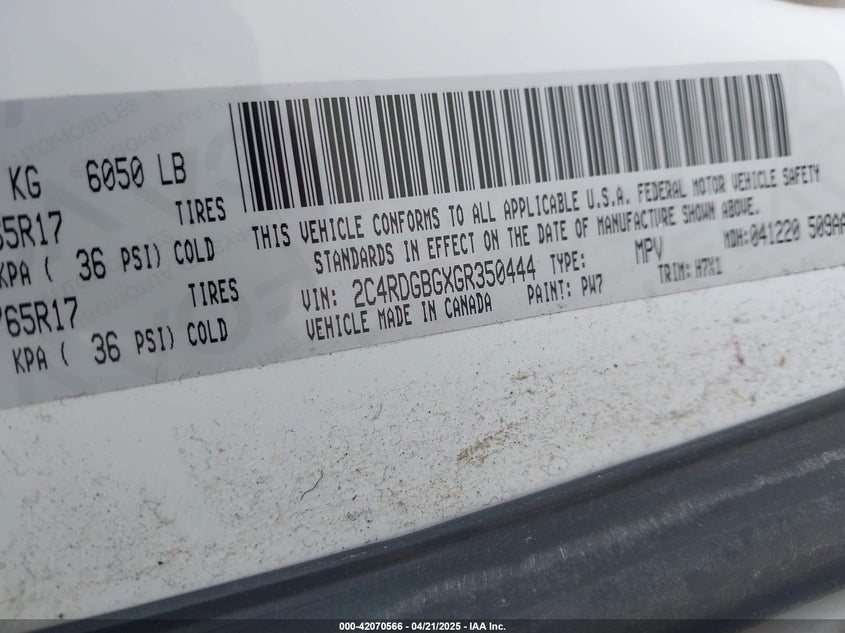 KG 6050 LB
65R17 TIRES
KPA ( 36 PSI) COLD
/65R17 TIRES
KPA ( 36 PSI) COLD
THIS VEHICLE CONFORMS TO ALL APPLICABLE U.S.A. FEDERAL MOTOR VEHICLE SAFETY
STANDARDS IN EFFECT ON THE DATE OF MANUFACTURE SHOWN ABOVE.
VIN: 2C4RDGBGXGR350444 TYPE: MPV MDH:041220 509AA
VEHICLE MADE IN CANADA PAINT: PW7 TRIM: H7X1
000-42070566 - 04/21/2025 - IAA Inc.